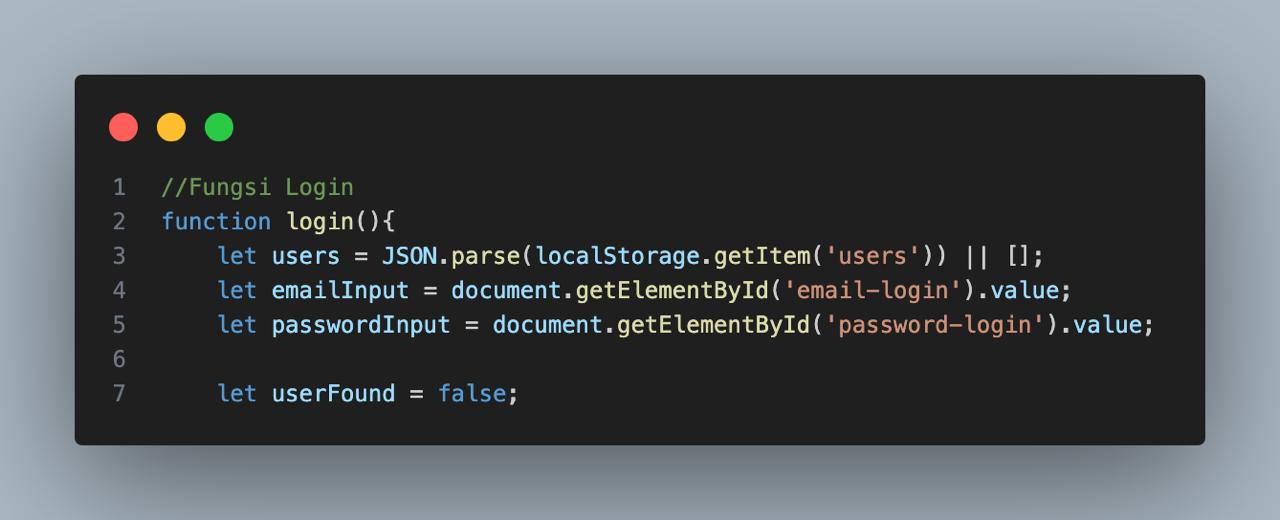 1 //Fungsi Login
2 function login(){
3     let users = JSON.parse(localStorage.getItem('users')) || [];
4     let emailInput = document.getElementById('email-login').value;
5     let passwordInput = document.getElementById('password-login').value;
6
7     let userFound = false;